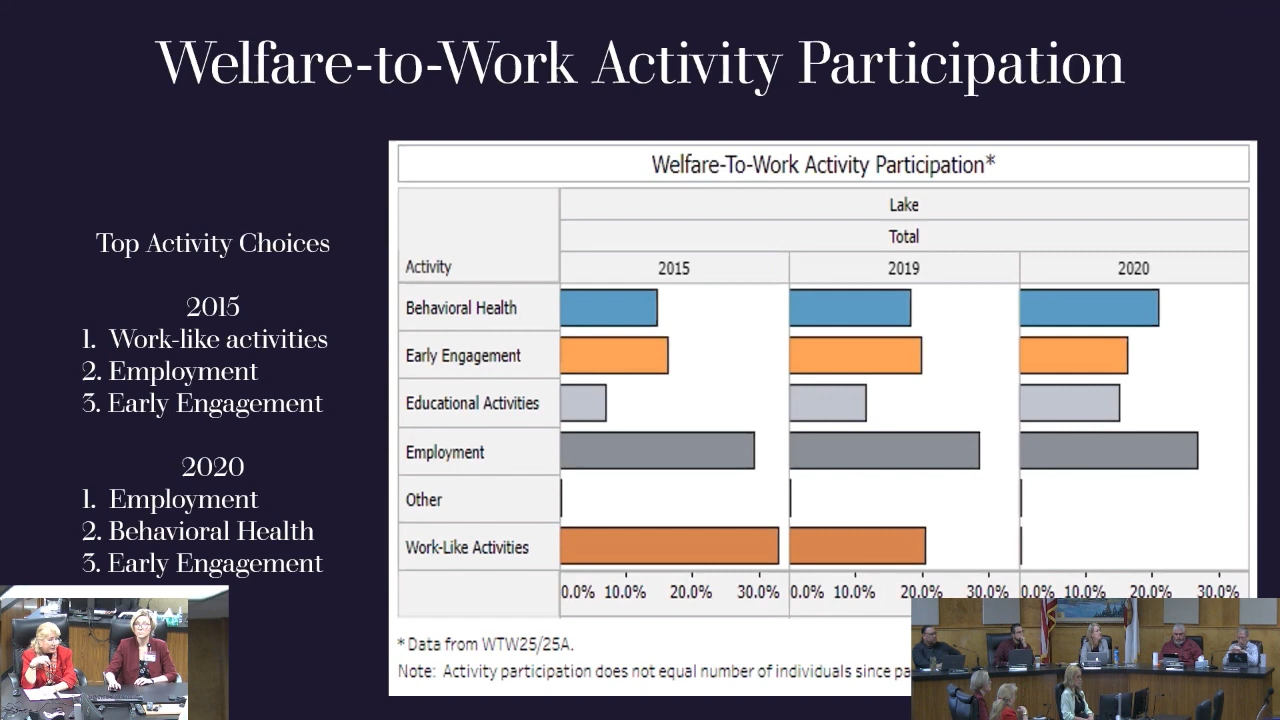 Welfare-to-Work Activity Participation
Top Activity Choices
2015
1. Work-like activities
2. Employment
3. Early Engagement
2020
1. Employment
2. Behavioral Health
3. Early Engagement
Welfare-To-Work Activity Participation*
Lake
Total
Activity 2015 2019 2020
Behavioral Health
Early Engagement
Educational Activities
Employment
Other
Work-Like Activities
0.0% 10.0% 20.0% 30.0% 0.0% 10.0% 20.0% 30.0% 0.0% 10.0% 20.0% 30.0%
* Data from WTW25/25A.
Note: Activity participation does not equal number of individuals since pa